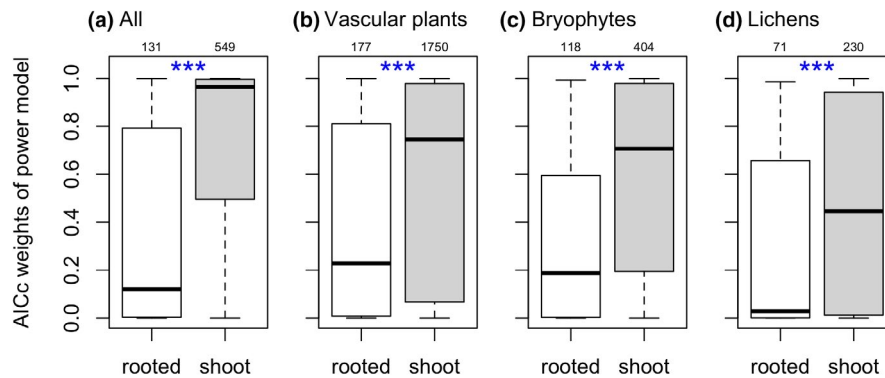 (a) All (b) Vascular plants (c) Bryophytes (d) Lichens
131 549 177 1750 118 404 71 230
*** *** *** ***
AICc weights of power model
1.0
0.8
0.6
0.4
0.2
0.0
rooted shoot rooted shoot rooted shoot rooted shoot